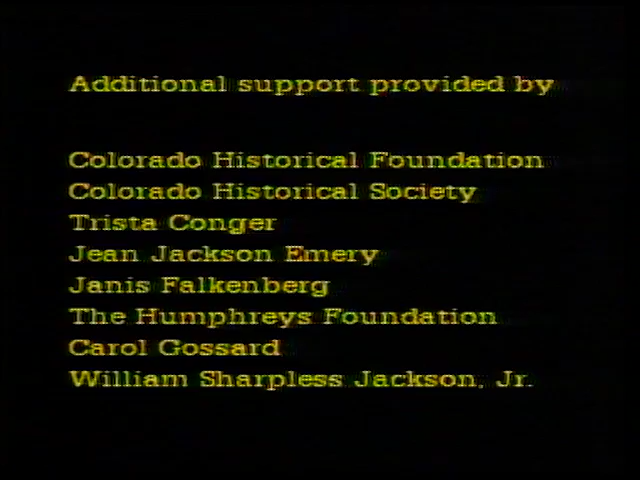 Additional support provided by
Colorado Historical Foundation
Colorado Historical Society
Trista Conger
Jean Jackson Emery
Janis Falkenberg
The Humphreys Foundation
Carol Gossard
William Sharpless Jackson, Jr.